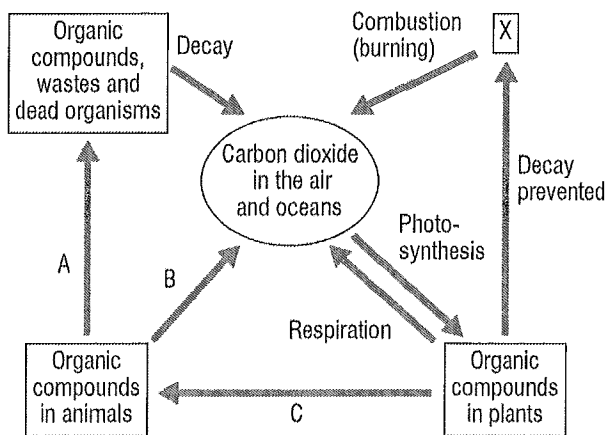 Organic
compounds,
wastes and
dead organisms
Decay
Combustion
(burning)
X
Carbon dioxide
in the air
and oceans
Decay
prevented
Photo-
synthesis
A
B
Respiration
Organic
compounds
in animals
C
Organic
compounds
in plants